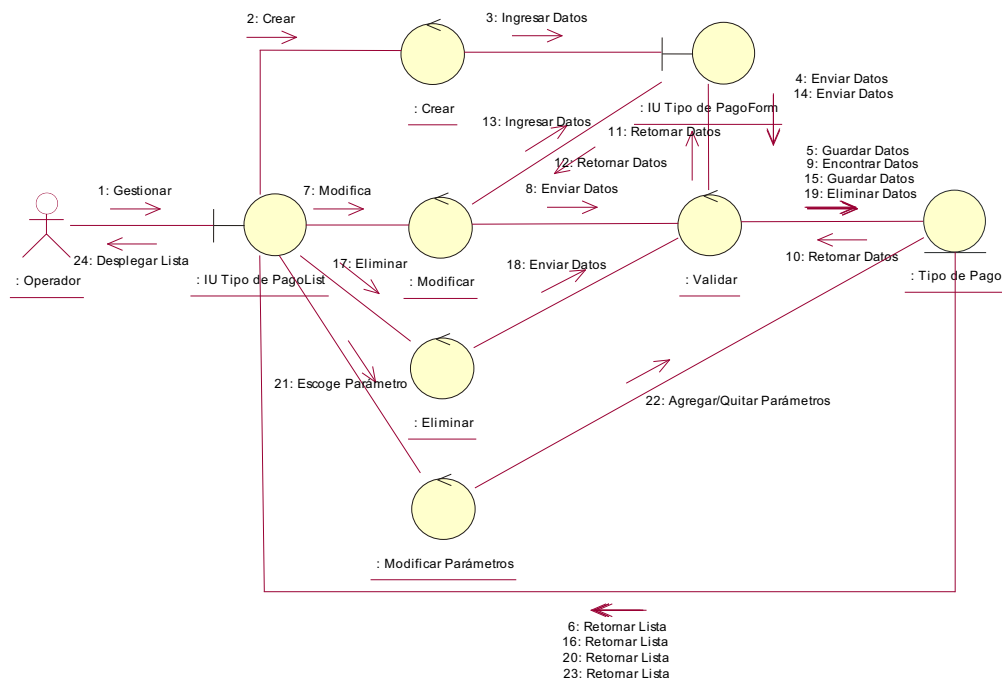 2: Crear
3: Ingresar Datos
: Crear
: IU Tipo de PagoForm
4: Enviar Datos
14: Enviar Datos
13: Ingresar Datos
11: Retornar Datos
12: Retornar Datos
5: Guardar Datos
9: Encontrar Datos
15: Guardar Datos
19: Eliminar Datos
1: Gestionar
7: Modifica
8: Enviar Datos
24: Desplegar Lista
17: Eliminar
18: Enviar Datos
10: Retornar Datos
: Operador
: IU Tipo de PagoList
: Modificar
: Validar
: Tipo de Pago
21: Escoge Parámetro
22: Agregar/Quitar Parámetros
: Eliminar
: Modificar Parámetros
6: Retornar Lista
16: Retornar Lista
20: Retornar Lista
23: Retornar Lista